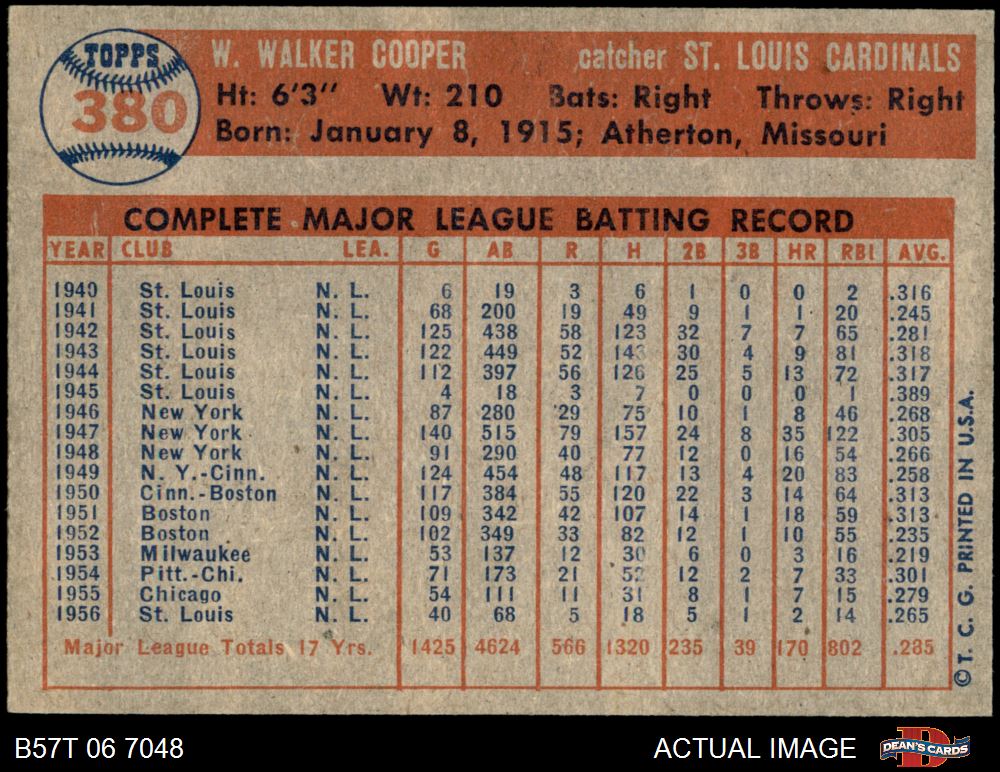 TOPPS
380
W. WALKER COOPER catcher ST. LOUIS CARDINALS
Ht: 6'3" Wt: 210 Bats: Right Throws: Right
Born: January 8, 1915; Atherton, Missouri
COMPLETE MAJOR LEAGUE BATTING RECORD
YEAR CLUB LEA. G AB R H 2B 3B HR RBI AVG.
1940 St. Louis N. L. 6 19 3 6 1 0 0 2 .316
1941 St. Louis N. L. 68 200 19 49 9 1 1 20 .245
1942 St. Louis N. L. 125 438 58 123 32 7 7 65 .281
1943 St. Louis N. L. 122 449 52 143 30 4 9 81 .318
1944 St. Louis N. L. 112 397 56 126 25 5 13 72 .317
1945 St. Louis N. L. 4 18 3 7 0 0 0 1 .389
1946 New York N. L. 87 280 29 75 10 1 8 46 .268
1947 New York N. L. 140 515 79 157 24 8 35 122 .305
1948 New York N. L. 91 290 40 77 12 0 16 54 .266
1949 N. Y.-Cinn. N. L. 124 454 48 117 13 4 20 83 .258
1950 Cinn.-Boston N. L. 117 384 55 120 22 3 14 64 .313
1951 Boston N. L. 109 342 42 107 14 1 18 59 .313
1952 Boston N. L. 102 349 33 82 12 1 10 55 .235
1953 Milwaukee N. L. 53 137 12 30 6 0 3 16 .219
1954 Pitt.-Chi. N. L. 71 173 21 52 12 2 7 33 .301
1955 Chicago N. L. 54 111 11 31 8 1 7 15 .279
1956 St. Louis N. L. 40 68 5 18 5 1 2 14 .265
Major League Totals 17 Yrs. 1425 4624 566 1320 235 39 170 802 .285
©T. C. G. PRINTED IN U.S.A.
B57T 06 7048 ACTUAL IMAGE DEAN'S CARDS